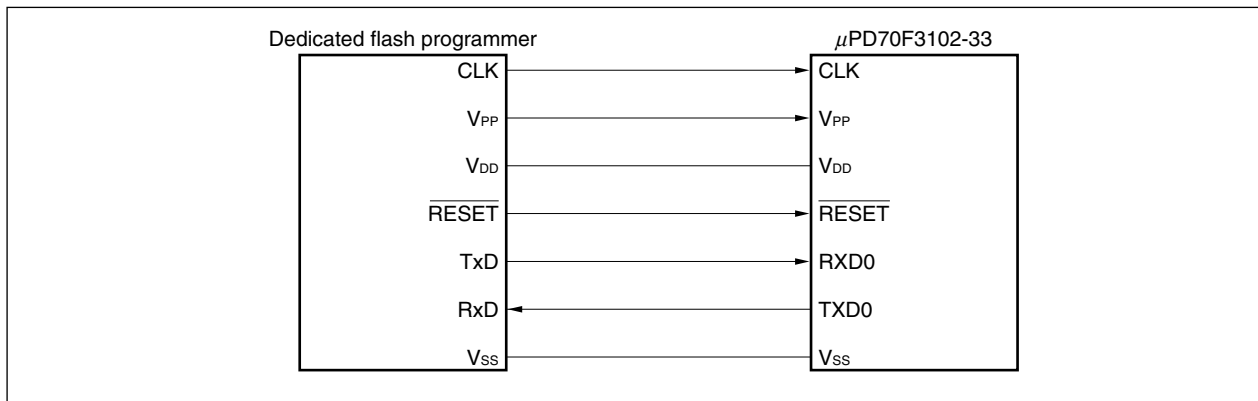 Dedicated flash programmer μPD70F3102-33
CLK CLK
VPP VPP
VDD VDD
RESET RESET
TxD RXD0
RxD TXD0
VSS VSS